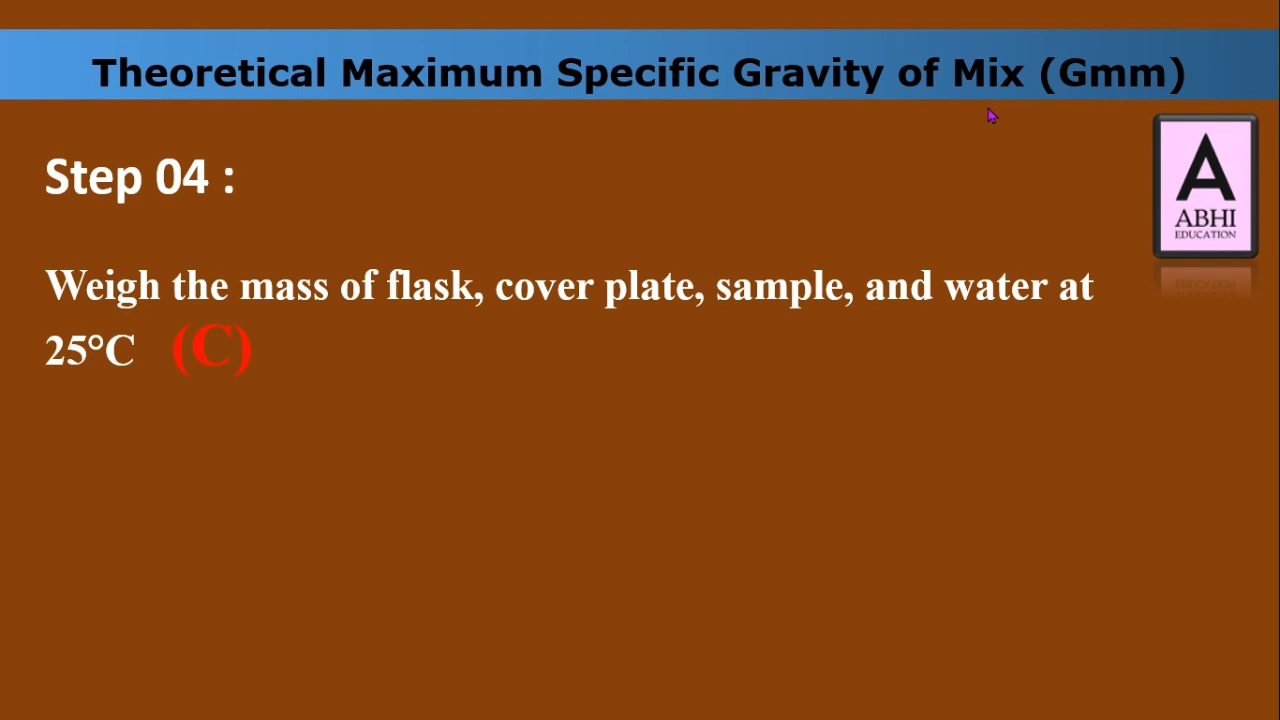 Theoretical Maximum Specific Gravity of Mix (Gmm)
Step 04 :
A
ABHI
EDUCATION
Weigh the mass of flask, cover plate, sample, and water at
25°C (C)